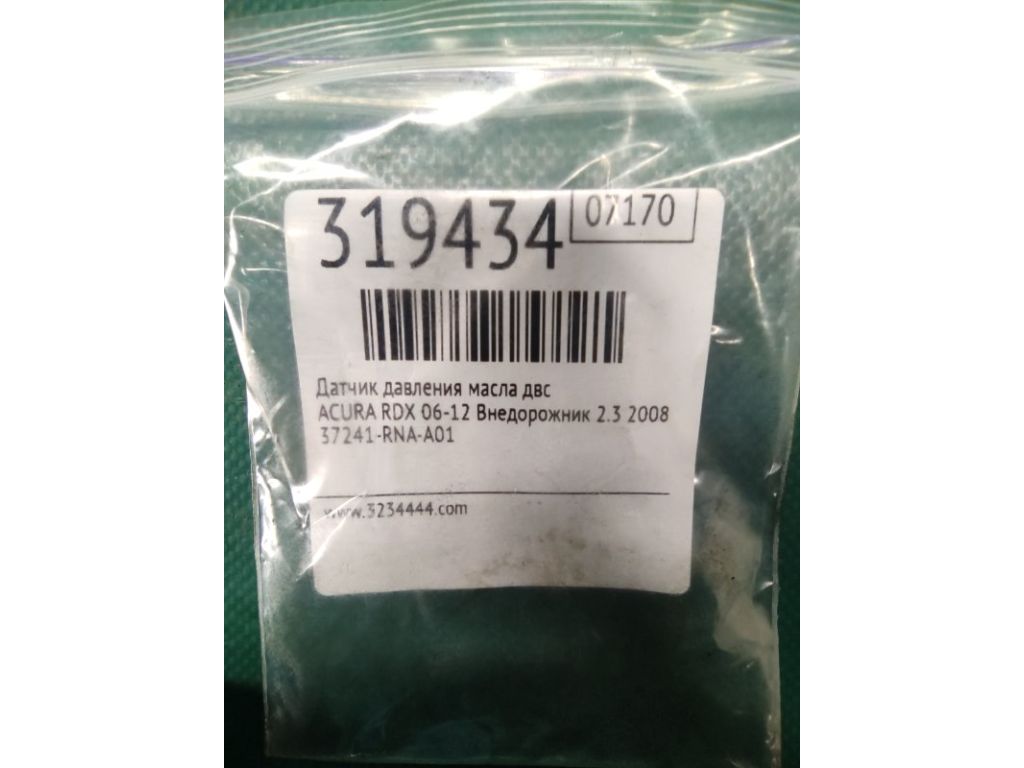 319434
07170
Датчик давления масла двс
ACURA RDX 06-12 Внедорожник 2.3 2008
37241-RNA-A01
www.3234444.com